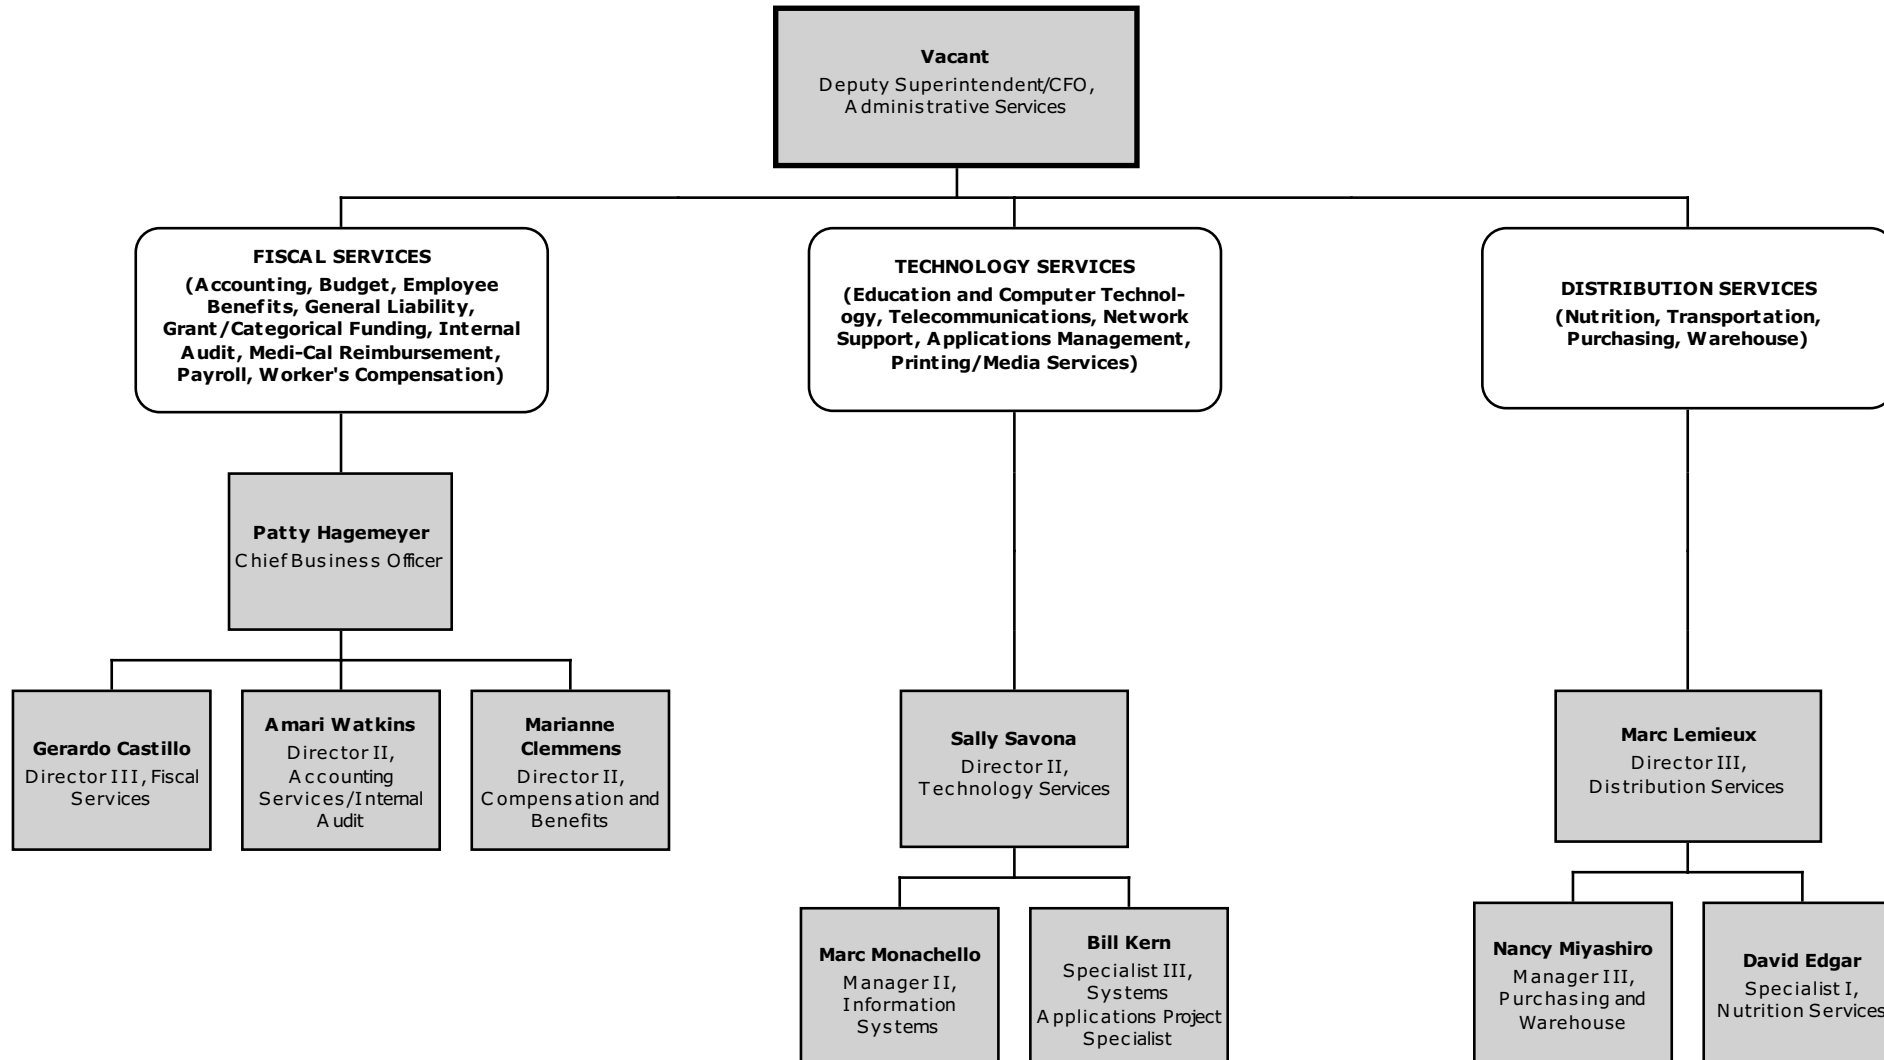 Vacant
Deputy Superintendent/CFO,
Administrative Services
FISCAL SERVICES
(Accounting, Budget, Employee
Benefits, General Liability,
Grant/Categorical Funding, Internal
Audit, Medi-Cal Reimbursement,
Payroll, Worker's Compensation)
TECHNOLOGY SERVICES
(Education and Computer Technol-
ogy, Telecommunications, Network
Support, Applications Management,
Printing/Media Services)
DISTRIBUTION SERVICES
(Nutrition, Transportation,
Purchasing, Warehouse)
Patty Hagemeyer
Chief Business Officer
Gerardo Castillo
Director III, Fiscal
Services
Amari Watkins
Director II,
Accounting
Services/Internal
Audit
Marianne
Clemmens
Director II,
Compensation and
Benefits
Sally Savona
Director II,
Technology Services
Marc Lemieux
Director III,
Distribution Services
Marc Monachello
Manager II,
Information
Systems
Bill Kern
Specialist III,
Systems
Applications Project
Specialist
Nancy Miyashiro
Manager III,
Purchasing and
Warehouse
David Edgar
Specialist I,
Nutrition Services